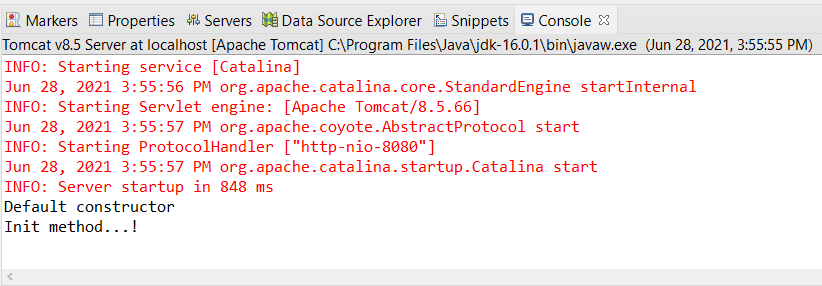 Markers Properties Servers Data Source Explorer Snippets Console
Tomcat v8.5 Server at localhost [Apache Tomcat] C:\Program Files\Java\jdk-16.0.1\bin\javaw.exe (Jun 28, 2021, 3:55:55 PM)
INFO: Starting service [Catalina]
Jun 28, 2021 3:55:56 PM org.apache.catalina.core.StandardEngine startInternal
INFO: Starting Servlet engine: [Apache Tomcat/8.5.66]
Jun 28, 2021 3:55:57 PM org.apache.coyote.AbstractProtocol start
INFO: Starting ProtocolHandler ["http-nio-8080"]
Jun 28, 2021 3:55:57 PM org.apache.catalina.startup.Catalina start
INFO: Server startup in 848 ms
Default constructor
Init method...!